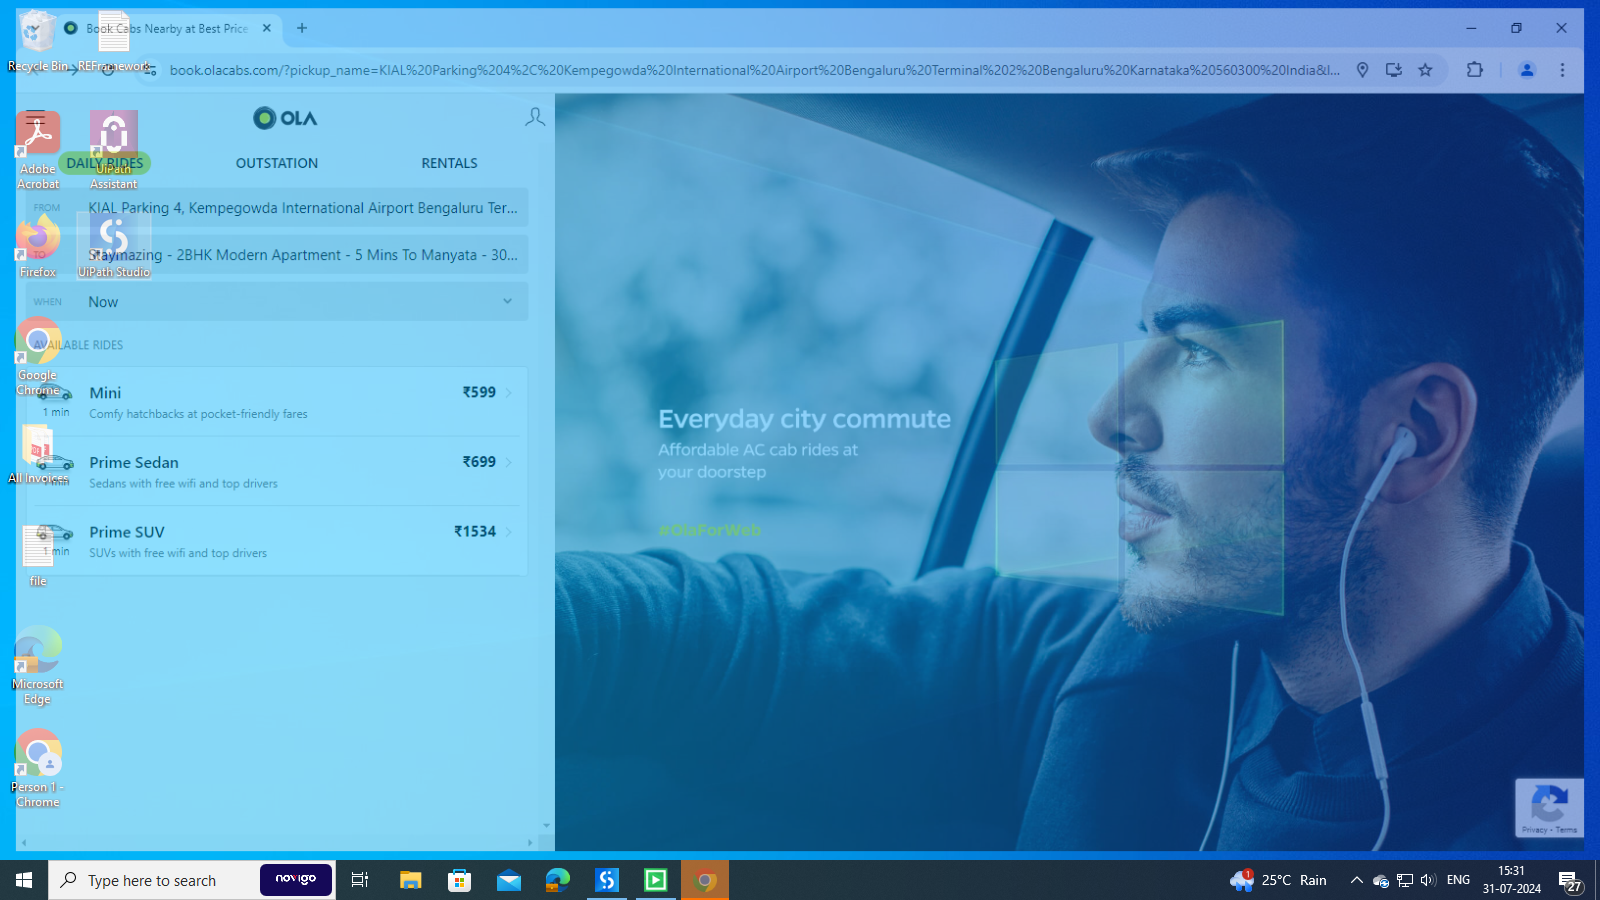 Book Cabs Nearby at Best Price
book.olacabs.com/?pickup_name=KIAL%20Parking%204%2C%20Kempegowda%20International%20Airport%20Bengaluru%20Terminal%202%20Bengaluru%20Karnataka%20560300%20India&l...
OLA
DAILY RIDES
OUTSTATION
RENTALS
FROM
KIAL Parking 4, Kempegowda International Airport Bengaluru Ter...
TO
Staymazing - 2BHK Modern Apartment - 5 Mins To Manyata - 30...
WHEN
Now
AVAILABLE RIDES
Mini
₹599
1 min
Comfy hatchbacks at pocket-friendly fares
Prime Sedan
₹699
1 min
Sedans with free wifi and top drivers
Prime SUV
₹1534
1 min
SUVs with free wifi and top drivers
Everyday city commute
Affordable AC cab rides at
your doorstep
#OlaForWeb
Privacy - Terms
Recycle Bin
REFramework
Adobe
Acrobat
UiPath
Assistant
Firefox
UiPath Studio
Google
Chrome
All Invoices
file
Microsoft
Edge
Person 1 -
Chrome
Type here to search
novigo
1
25°C Rain
ENG
15:31
31-07-2024
27